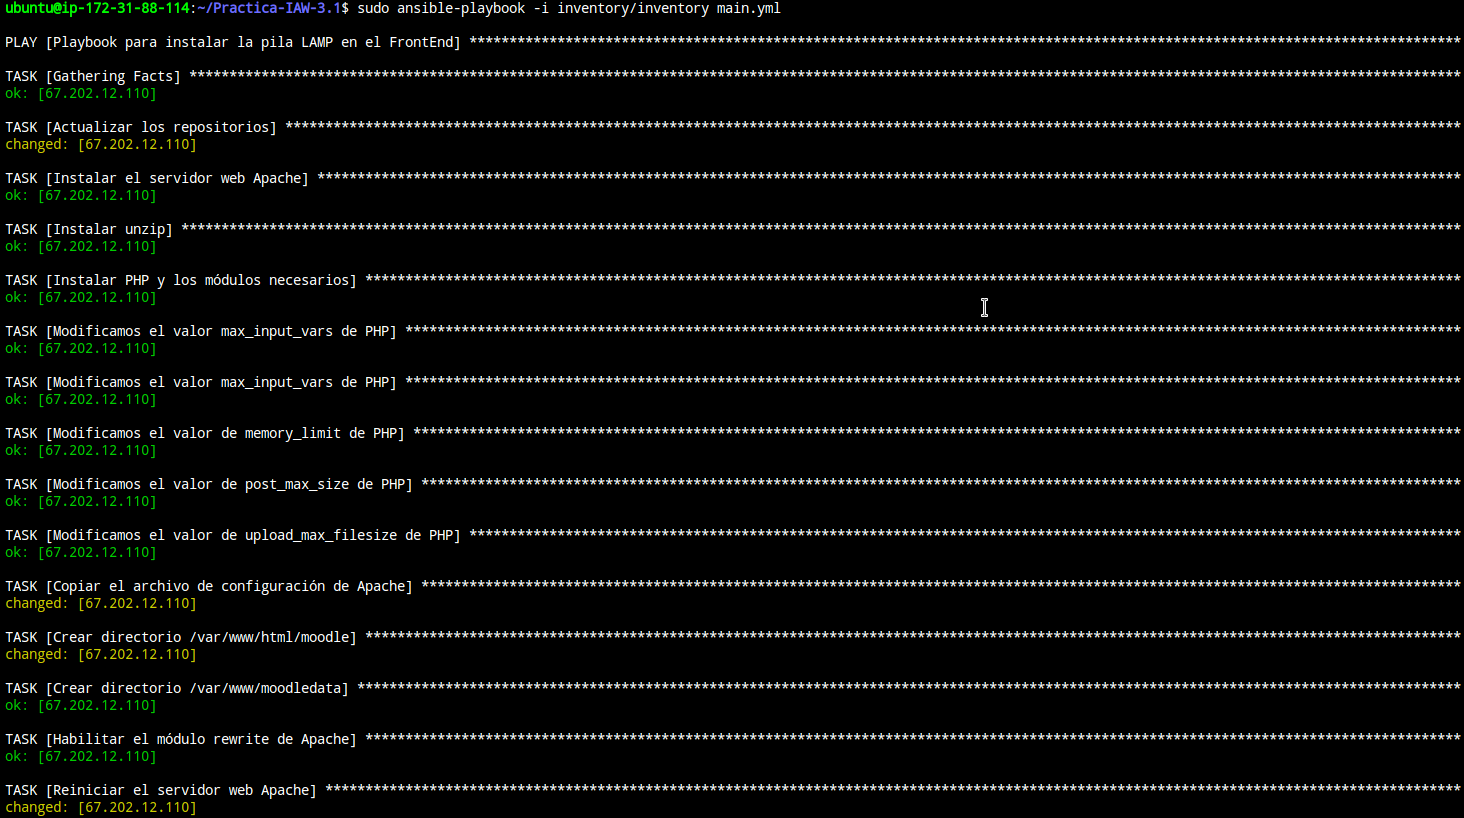 ubuntu@ip-172-31-88-114:~/Practica-IAW-3.1$ sudo ansible-playbook -i inventory/inventory main.yml
PLAY [Playbook para instalar la pila LAMP en el FrontEnd] ****************************************************************************************************************************
TASK [Gathering Facts] ***************************************************************************************************************************************************************
ok: [67.202.12.110]
TASK [Actualizar los repositorios] ***************************************************************************************************************************************************
changed: [67.202.12.110]
TASK [Instalar el servidor web Apache] ***********************************************************************************************************************************************
ok: [67.202.12.110]
TASK [Instalar unzip] ****************************************************************************************************************************************************************
ok: [67.202.12.110]
TASK [Instalar PHP y los módulos necesarios] *****************************************************************************************************************************************
ok: [67.202.12.110]
TASK [Modificamos el valor max_input_vars de PHP] ************************************************************************************************************************************
ok: [67.202.12.110]
TASK [Modificamos el valor max_input_vars de PHP] ************************************************************************************************************************************
ok: [67.202.12.110]
TASK [Modificamos el valor de memory_limit de PHP] ***********************************************************************************************************************************
ok: [67.202.12.110]
TASK [Modificamos el valor de post_max_size de PHP] **********************************************************************************************************************************
ok: [67.202.12.110]
TASK [Modificamos el valor de upload_max_filesize de PHP] ****************************************************************************************************************************
ok: [67.202.12.110]
TASK [Copiar el archivo de configuración de Apache] **********************************************************************************************************************************
changed: [67.202.12.110]
TASK [Crear directorio /var/www/html/moodle] *****************************************************************************************************************************************
changed: [67.202.12.110]
TASK [Crear directorio /var/www/moodledata] ******************************************************************************************************************************************
ok: [67.202.12.110]
TASK [Habilitar el módulo rewrite de Apache] *****************************************************************************************************************************************
ok: [67.202.12.110]
TASK [Reiniciar el servidor web Apache] **********************************************************************************************************************************************
changed: [67.202.12.110]